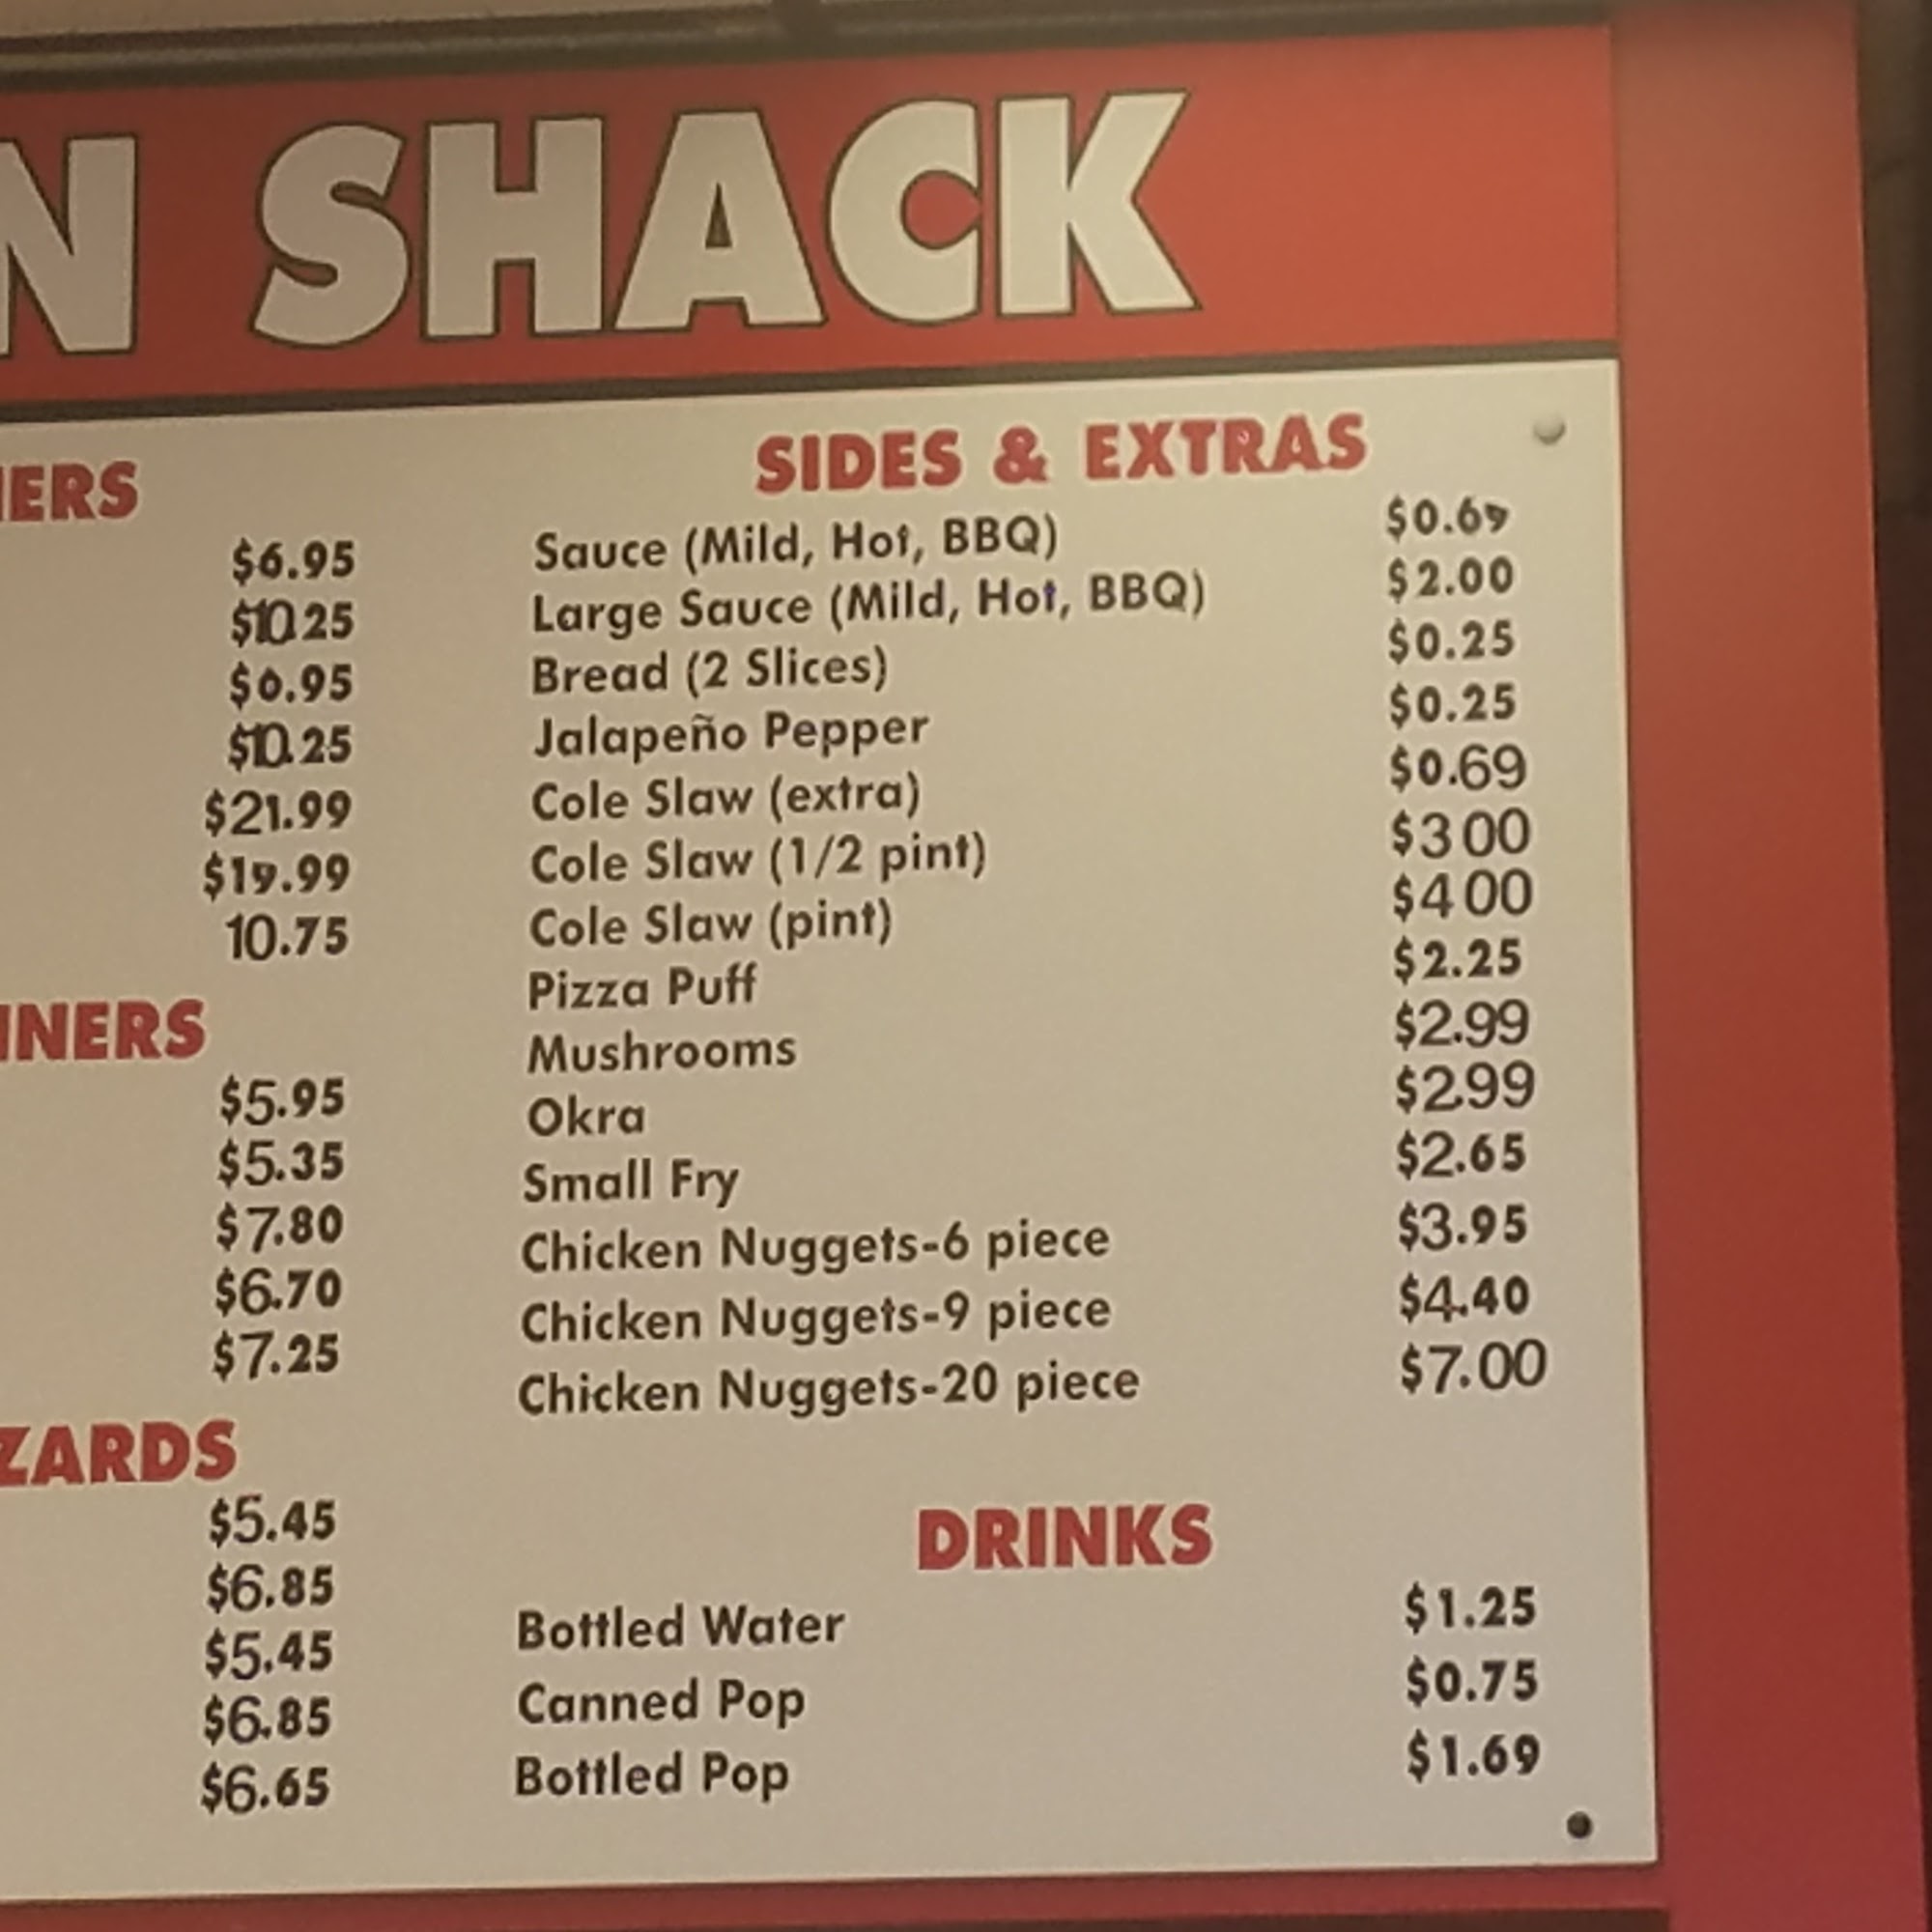 N SHACK
ERS
$6.95
$10.25
$6.95
$10.25
$21.99
$19.99
10.75
NNERS
$5.95
$5.35
$7.80
$6.70
$7.25
ZARDS
$5.45
$6.85
$5.45
$6.85
$6.65
SIDES & EXTRAS
Sauce (Mild, Hot, BBQ) $0.69
Large Sauce (Mild, Hot, BBQ) $2.00
Bread (2 Slices) $0.25
Jalapeño Pepper $0.25
Cole Slaw (extra) $0.69
Cole Slaw (1/2 pint) $3 00
Cole Slaw (pint) $4 00
Pizza Puff $2.25
Mushrooms $2.99
Okra $2.99
Small Fry $2.65
Chicken Nuggets-6 piece $3.95
Chicken Nuggets-9 piece $4.40
Chicken Nuggets-20 piece $7.00
DRINKS
Bottled Water $1.25
Canned Pop $0.75
Bottled Pop $1.69